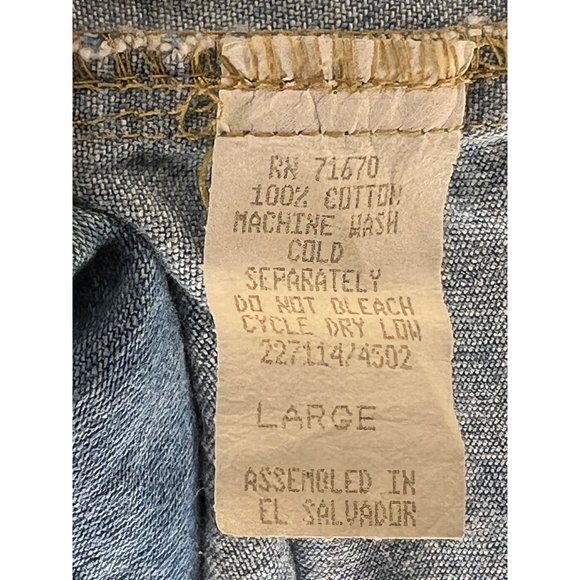 RN 71670
100% COTTON
MACHINE WASH
COLD
SEPARATELY
DO NOT BLEACH
CYCLE DRY LOW
227114/4502
LARGE
ASSEMBLED IN
EL SALVADOR